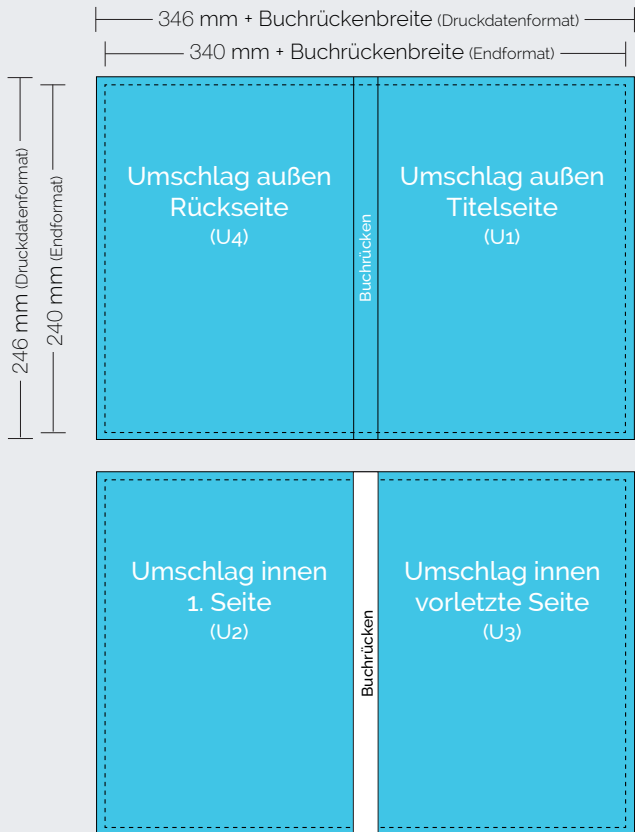 346 mm + Buchrückenbreite (Druckdatenformat)
340 mm + Buchrückenbreite (Endformat)
246 mm (Druckdatenformat)
240 mm (Endformat)
Umschlag außen
Rückseite
(U4)
Buchrücken
Umschlag außen
Titelseite
(U1)
Umschlag innen
1. Seite
(U2)
Buchrücken
Umschlag innen
vorletzte Seite
(U3)